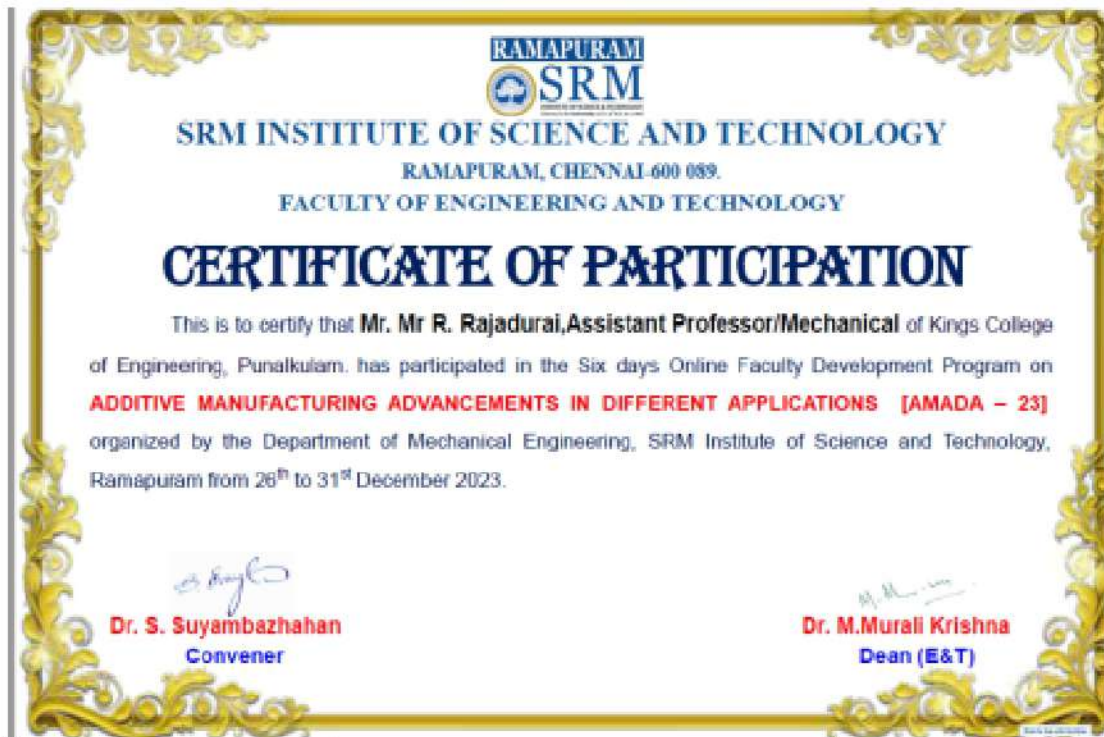 RAMAPURAM
SRM
SRM INSTITUTE OF SCIENCE AND TECHNOLOGY
RAMAPURAM, CHENNAI-600 089.
FACULTY OF ENGINEERING AND TECHNOLOGY
CERTIFICATE OF PARTICIPATION
This is to certify that Mr. Mr R. Rajadurai,Assistant Professor/Mechanical of Kings College
of Engineering, Punalkulam. has participated in the Six days Online Faculty Development Program on
ADDITIVE MANUFACTURING ADVANCEMENTS IN DIFFERENT APPLICATIONS [AMADA – 23]
organized by the Department of Mechanical Engineering, SRM Institute of Science and Technology,
Ramapuram from 26th to 31st December 2023.
Dr. S. Suyambazhahan
Convener
Dr. M.Murali Krishna
Dean (E&T)